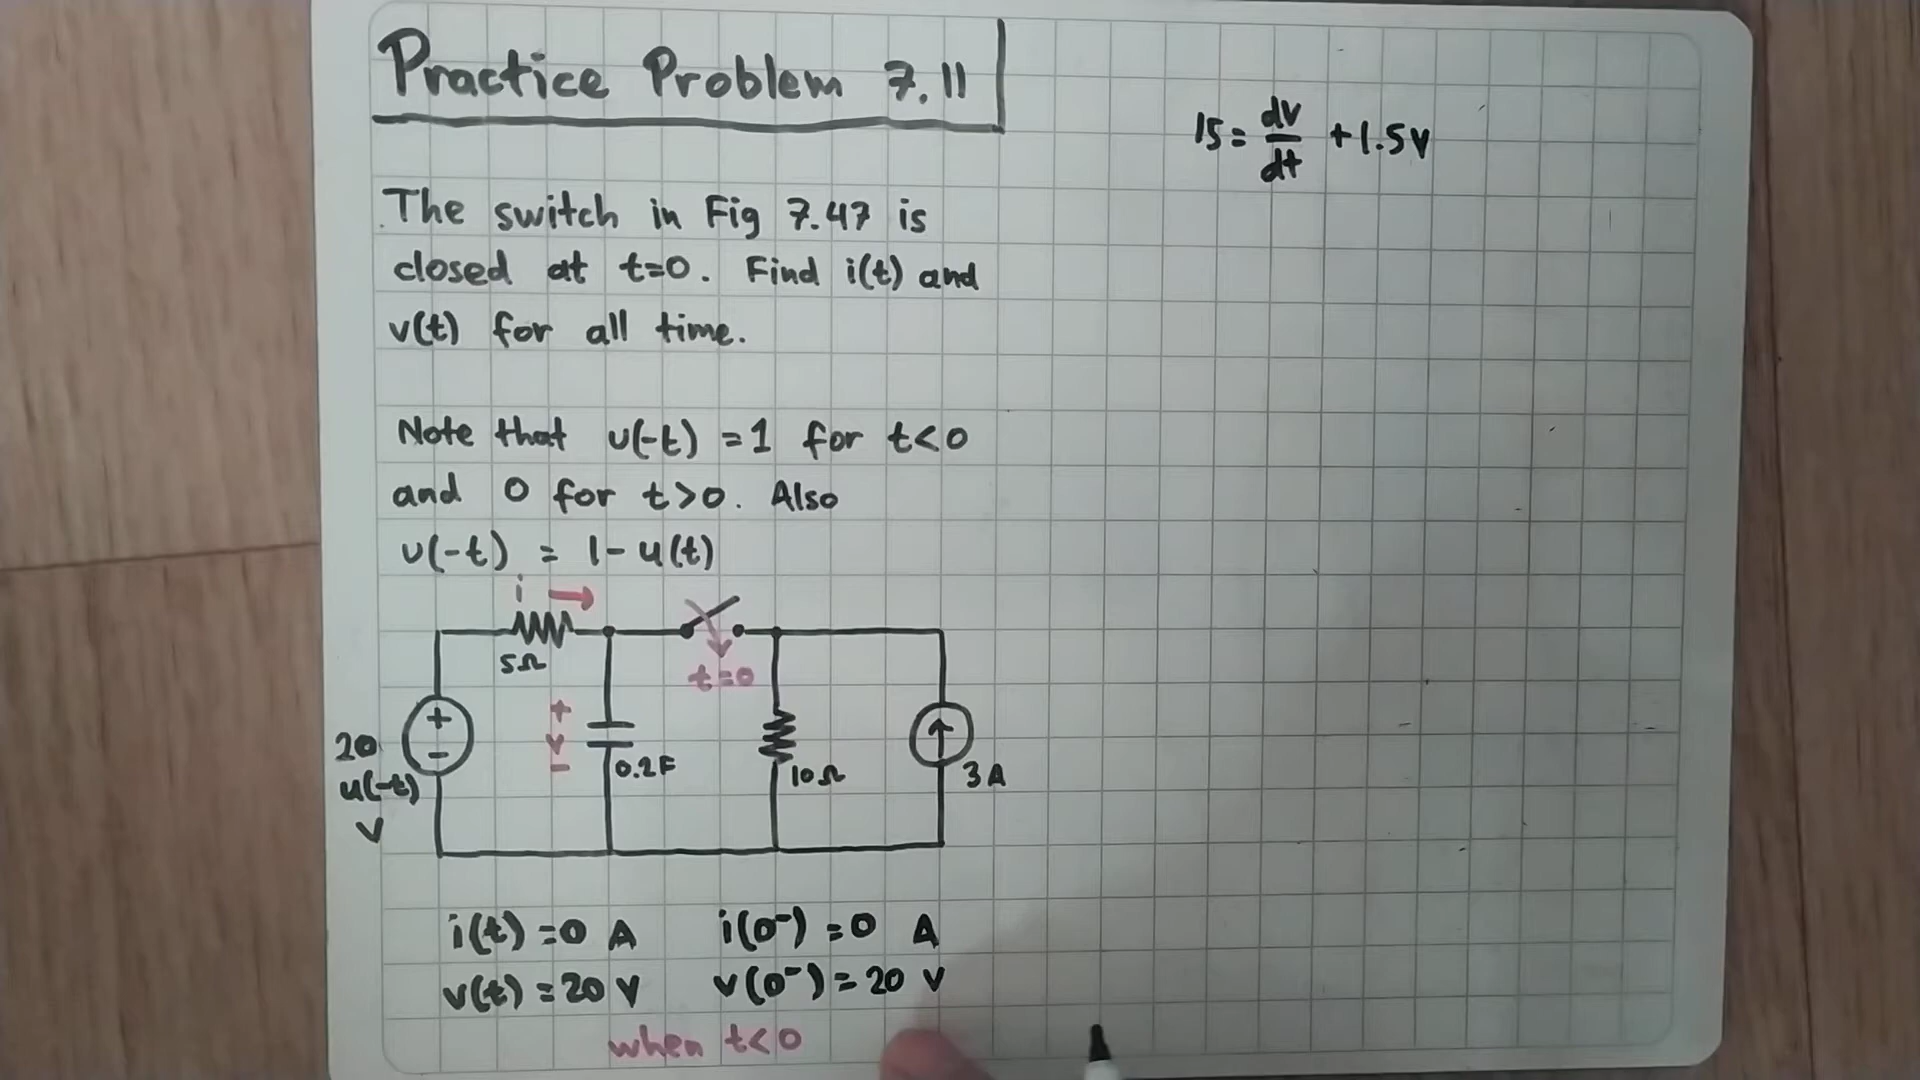 Practice Problem 7.11
15 = dv/dt + 1.5v
The switch in Fig 7.47 is
closed at t=0. Find i(t) and
v(t) for all time.
Note that u(-t) = 1 for t<0
and 0 for t>0. Also
u(-t) = 1 - u(t)
i
5Ω
t=0
+
v
-
+
-
20
u(-t)
V
0.2F
10Ω
3A
i(t) = 0 A i(0⁻) = 0 A
v(t) = 20 V v(0⁻) = 20 V
when t<0